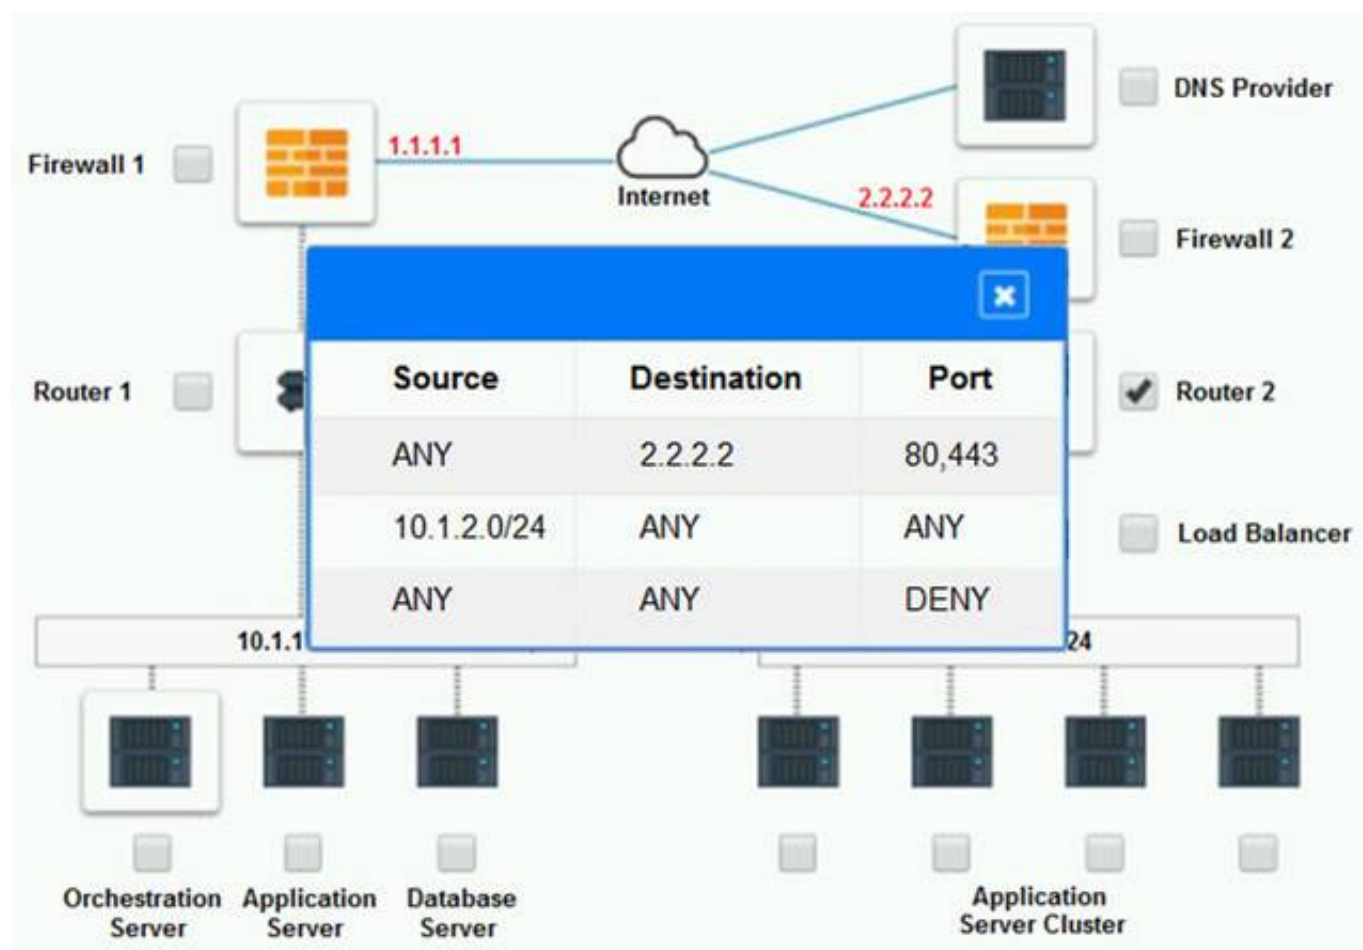 DNS Provider
1.1.1.1
Firewall 1
Internet
2.2.2.2
Firewall 2
Source Destination Port
Router 1
Router 2
ANY 2.2.2.2 80,443
10.1.2.0/24 ANY ANY
Load Balancer
ANY ANY DENY
10.1.1
24
Orchestration Server
Application Server
Database Server
Application Server Cluster